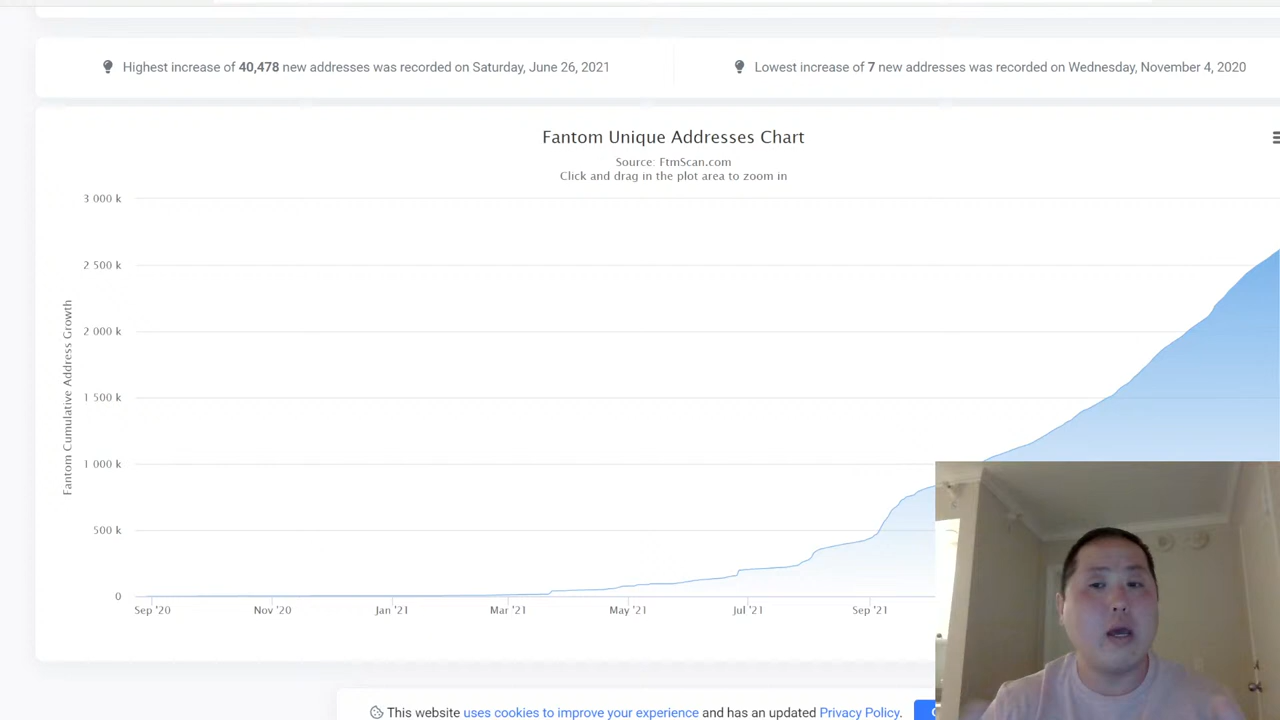 Highest increase of 40,478 new addresses was recorded on Saturday, June 26, 2021
Lowest increase of 7 new addresses was recorded on Wednesday, November 4, 2020
Fantom Unique Addresses Chart
Source: FtmScan.com
Click and drag in the plot area to zoom in
Fantom Cumulative Address Growth
3 000 k
2 500 k
2 000 k
1 500 k
1 000 k
500 k
0
Sep '20 Nov '20 Jan '21 Mar '21 May '21 Jul '21 Sep '21
This website uses cookies to improve your experience and has an updated Privacy Policy.